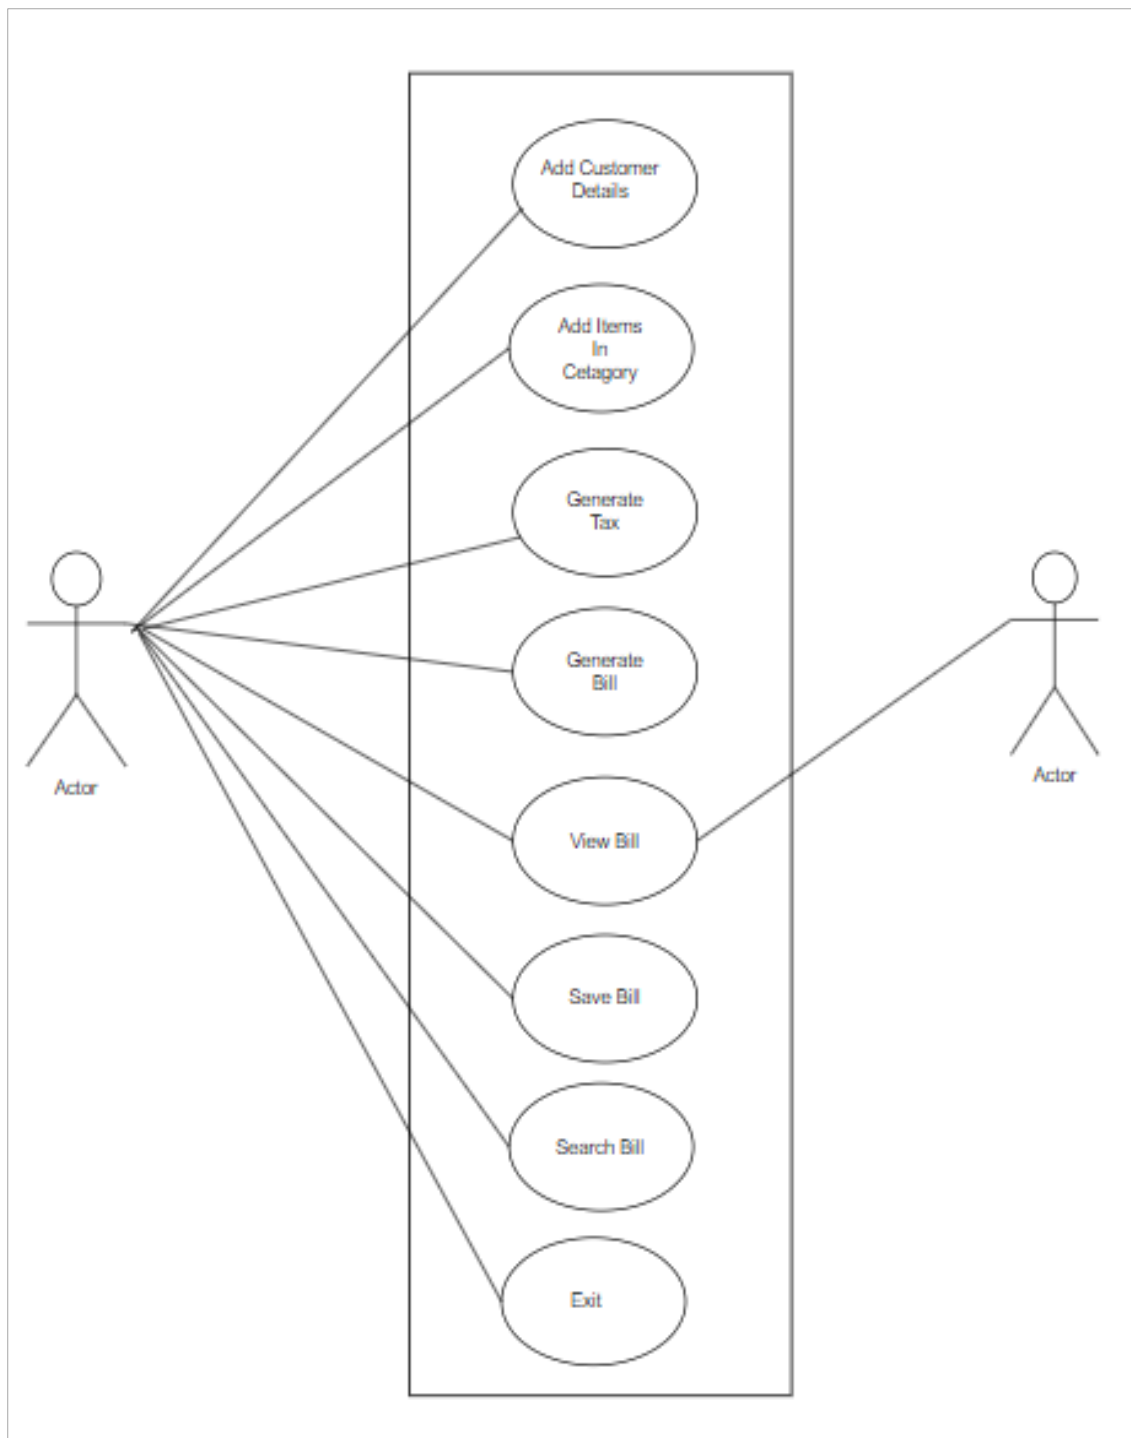 Add Customer
Details
Add Items
In
Cetagory
Generate
Tax
Generate
Bill
Actor
Actor
View Bill
Save Bill
Search Bill
Exit